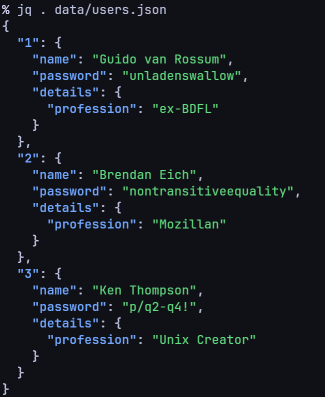 % jq . data/users.json
{
  "1": {
    "name": "Guido van Rossum",
    "password": "unladenswallow",
    "details": {
      "profession": "ex-BDFL"
    }
  },
  "2": {
    "name": "Brendan Eich",
    "password": "nontransitiveequality",
    "details": {
      "profession": "Mozillan"
    }
  },
  "3": {
    "name": "Ken Thompson",
    "password": "p/q2-q4!",
    "details": {
      "profession": "Unix Creator"
    }
  }
}